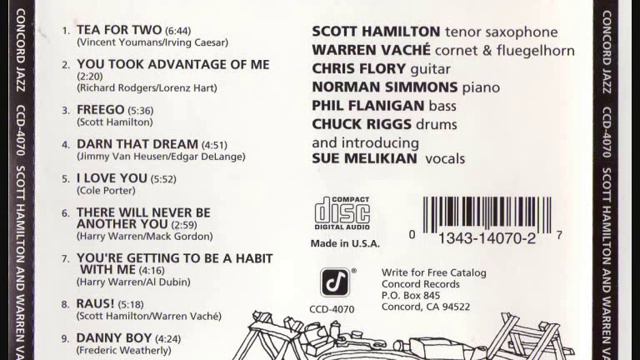 CONCORD JAZZ CCD-4070 SCOTT HAMILTON AND WARREN VA
1. TEA FOR TWO (6:44)
(Vincent Youmans/Irving Caesar)
2. YOU TOOK ADVANTAGE OF ME
(2:20)
(Richard Rodgers/Lorenz Hart)
3. FREEGO (5:36)
(Scott Hamilton)
4. DARN THAT DREAM (4:51)
(Jimmy Van Heusen/Edgar DeLange)
5. I LOVE YOU (5:52)
(Cole Porter)
6. THERE WILL NEVER BE
ANOTHER YOU (2:59)
(Harry Warren/Mack Gordon)
7. YOU'RE GETTING TO BE A HABIT
WITH ME (4:16)
(Harry Warren/Al Dubin)
8. RAUS! (5:18)
(Scott Hamilton/Warren Vaché)
9. DANNY BOY (4:24)
(Frederic Weatherly)
SCOTT HAMILTON tenor saxophone
WARREN VACHÉ cornet & fluegelhorn
CHRIS FLORY guitar
NORMAN SIMMONS piano
PHIL FLANIGAN bass
CHUCK RIGGS drums
and introducing
SUE MELIKIAN vocals
COMPACT
disc
DIGITAL AUDIO
Made in U.S.A.
0 1343-14070-2 7
CCD-4070
Write for Free Catalog
Concord Records
P.O. Box 845
Concord, CA 94522
CONCORD JAZZ CCD-4070 SCOTT HAMILTON AND WARREN VA